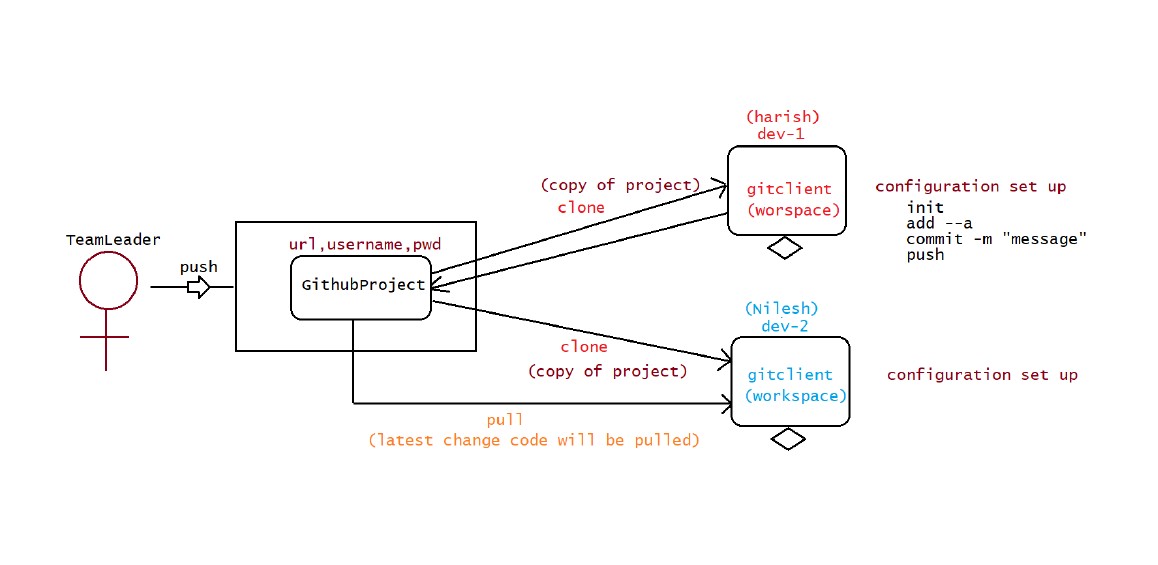 TeamLeader
push
url,username,pwd
GithubProject
(copy of project)
clone
(harish)
dev-1
gitclient
(worspace)
configuration set up
init
add --a
commit -m "message"
push
clone
(copy of project)
pull
(latest change code will be pulled)
(Nilesh)
dev-2
gitclient
(workspace)
configuration set up